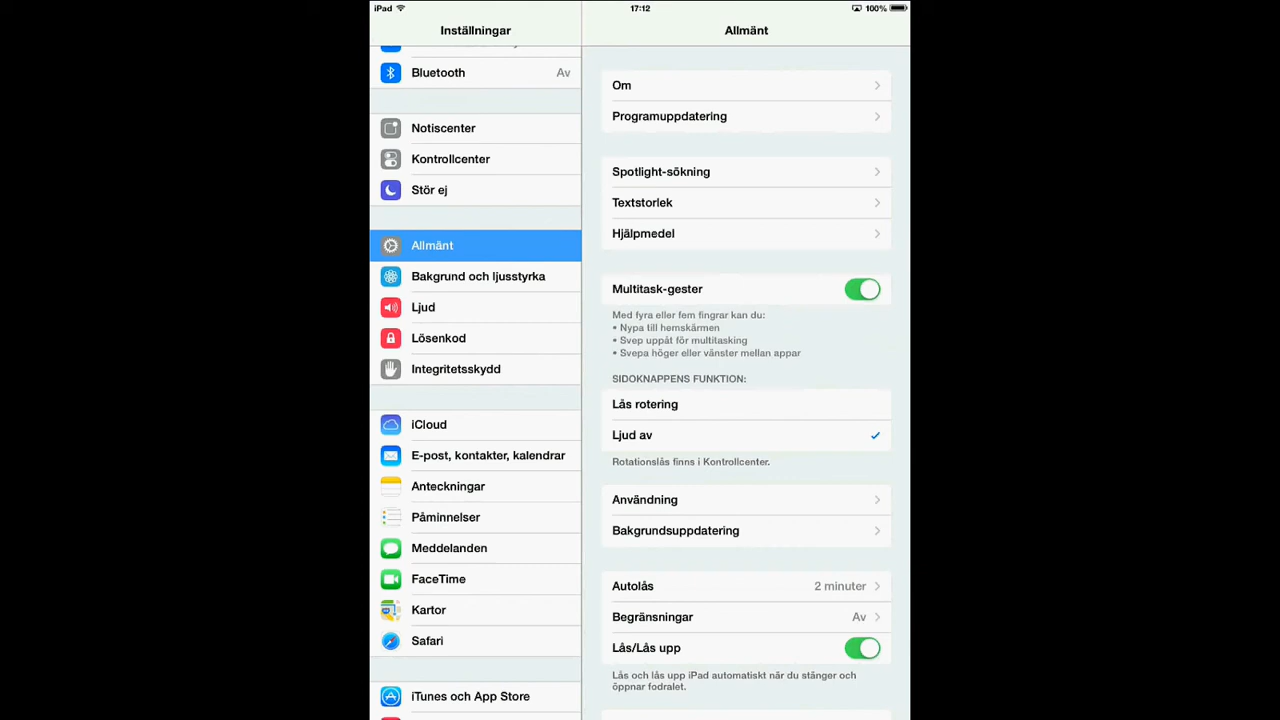 iPad
17:12
100%
Inställningar
Bluetooth
Av
Notiscenter
Kontrollcenter
Stör ej
Allmänt
Bakgrund och ljusstyrka
Ljud
Lösenkod
Integritetsskydd
iCloud
E-post, kontakter, kalendrar
Anteckningar
Påminnelser
Meddelanden
FaceTime
Kartor
Safari
iTunes och App Store
Allmänt
Om
Programuppdatering
Spotlight-sökning
Textstorlek
Hjälpmedel
Multitask-gester
Med fyra eller fem fingrar kan du:
• Nypa till hemskärmen
• Svep uppåt för multitasking
• Svepa höger eller vänster mellan appar
SIDOKNAPPENS FUNKTION:
Lås rotering
Ljud av
Rotationslås finns i Kontrollcenter.
Användning
Bakgrundsuppdatering
Autolås
2 minuter
Begränsningar
Av
Lås/Lås upp
Lås och lås upp iPad automatiskt när du stänger och
öppnar fodralet.